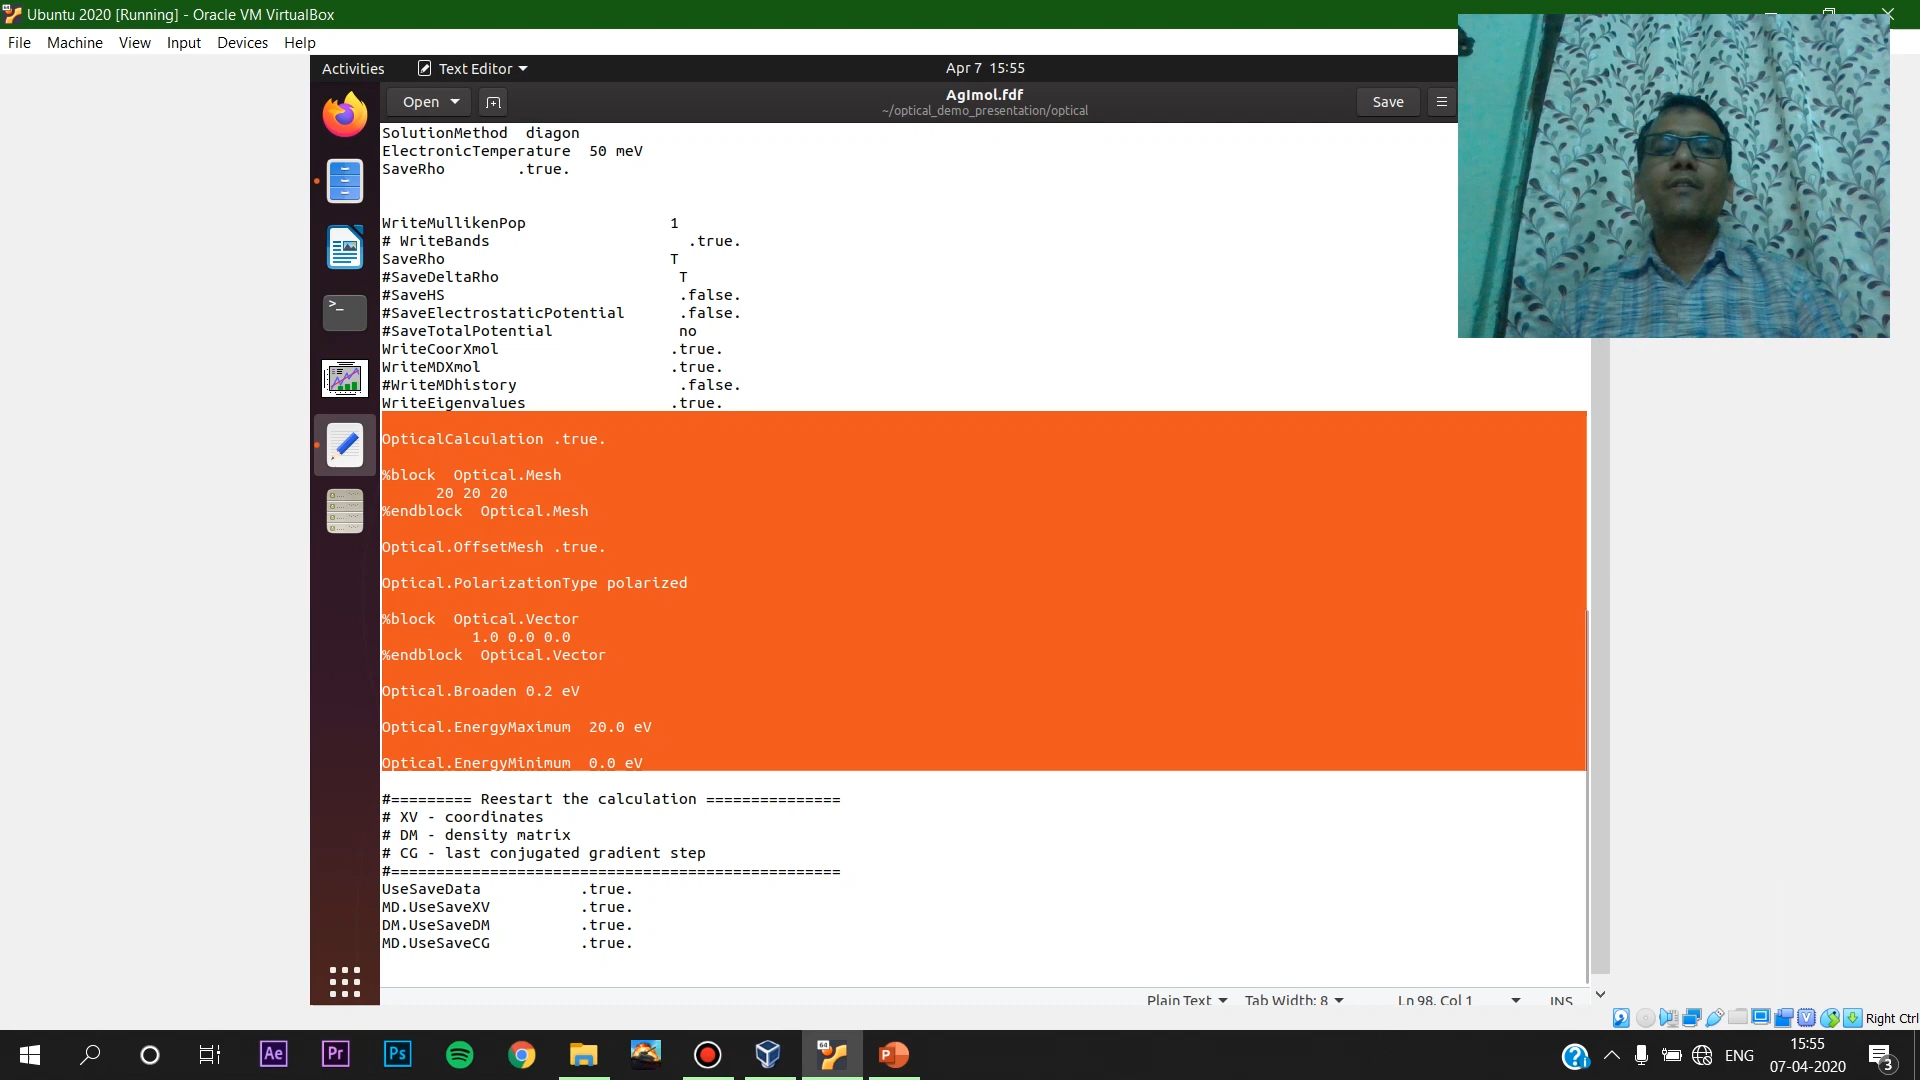 Ubuntu 2020 [Running] - Oracle VM VirtualBox
File Machine View Input Devices Help
Activities Text Editor Apr 7 15:55
Open AgImol.fdf Save
~/optical_demo_presentation/optical
SolutionMethod diagon
ElectronicTemperature 50 meV
SaveRho .true.
WriteMullikenPop 1
# WriteBands .true.
SaveRho T
#SaveDeltaRho T
#SaveHS .false.
#SaveElectrostaticPotential .false.
#SaveTotalPotential no
WriteCoorXmol .true.
WriteMDXmol .true.
#WriteMDhistory .false.
WriteEigenvalues .true.
OpticalCalculation .true.
%block Optical.Mesh
20 20 20
%endblock Optical.Mesh
Optical.OffsetMesh .true.
Optical.PolarizationType polarized
%block Optical.Vector
1.0 0.0 0.0
%endblock Optical.Vector
Optical.Broaden 0.2 eV
Optical.EnergyMaximum 20.0 eV
Optical.EnergyMinimum 0.0 eV
#========= Reestart the calculation ===============
# XV - coordinates
# DM - density matrix
# CG - last conjugated gradient step
#==================================================
UseSaveData .true.
MD.UseSaveXV .true.
DM.UseSaveDM .true.
MD.UseSaveCG .true.
Plain Text Tab Width: 8 Ln 98, Col 1 INS
Right Ctrl
Ae Pr Ps 64 P ENG 15:55
07-04-2020 3